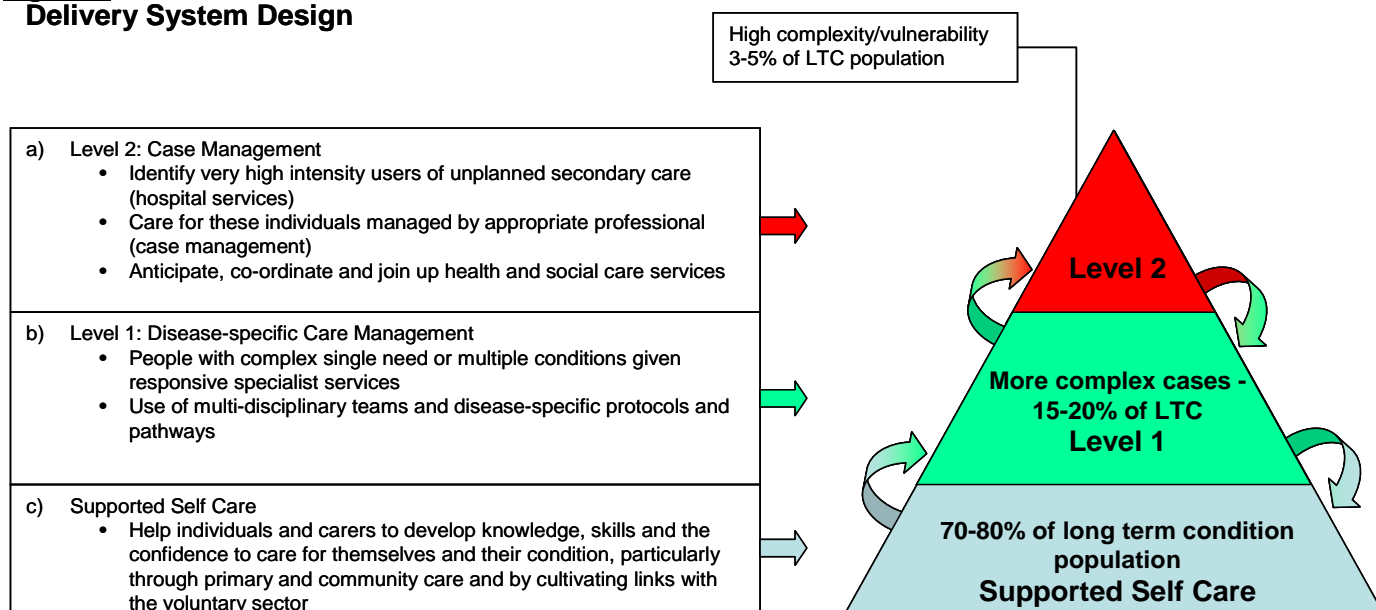 Delivery System Design
High complexity/vulnerability
3-5% of LTC population
a) Level 2: Case Management
• Identify very high intensity users of unplanned secondary care
(hospital services)
• Care for these individuals managed by appropriate professional
(case management)
• Anticipate, co-ordinate and join up health and social care services
b) Level 1: Disease-specific Care Management
• People with complex single need or multiple conditions given
responsive specialist services
• Use of multi-disciplinary teams and disease-specific protocols and
pathways
c) Supported Self Care
• Help individuals and carers to develop knowledge, skills and the
confidence to care for themselves and their condition, particularly
through primary and community care and by cultivating links with
the voluntary sector
Level 2
More complex cases -
15-20% of LTC
Level 1
70-80% of long term condition
population
Supported Self Care